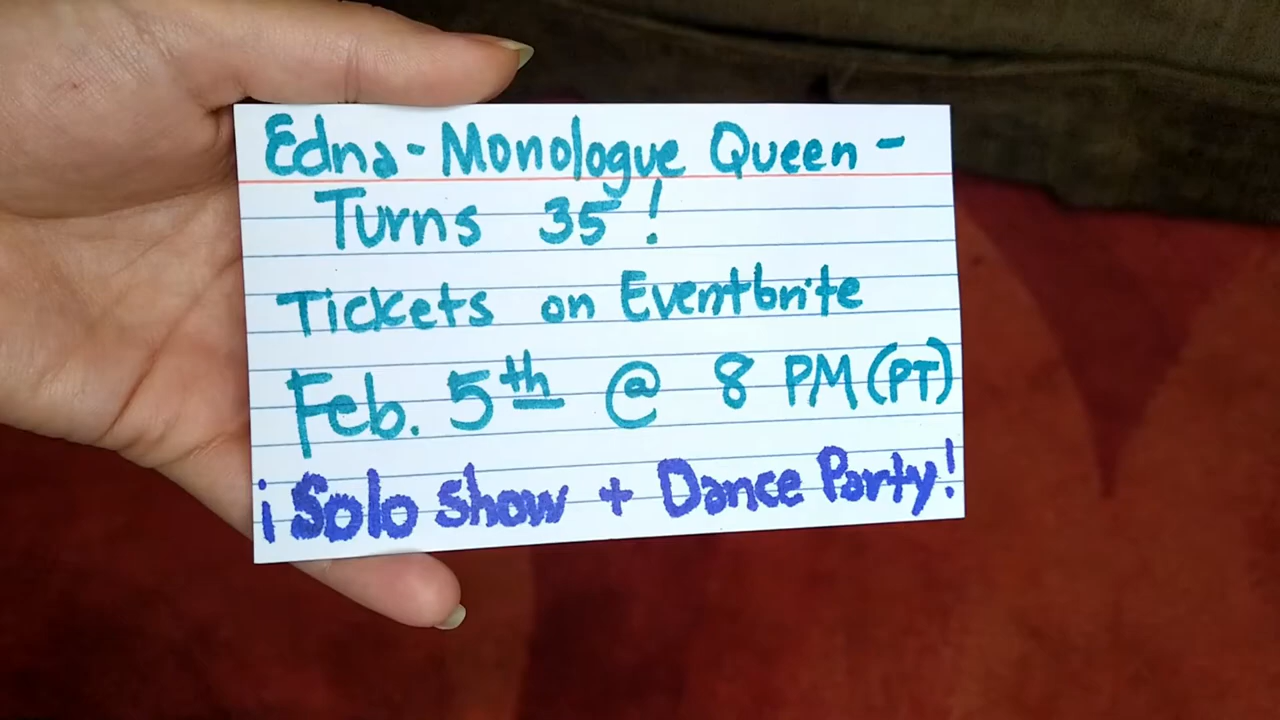 Edna - Monologue Queen -
Turns 35!
Tickets on Eventbrite
Feb. 5th @ 8 PM (PT)
¡Solo Show + Dance Party!